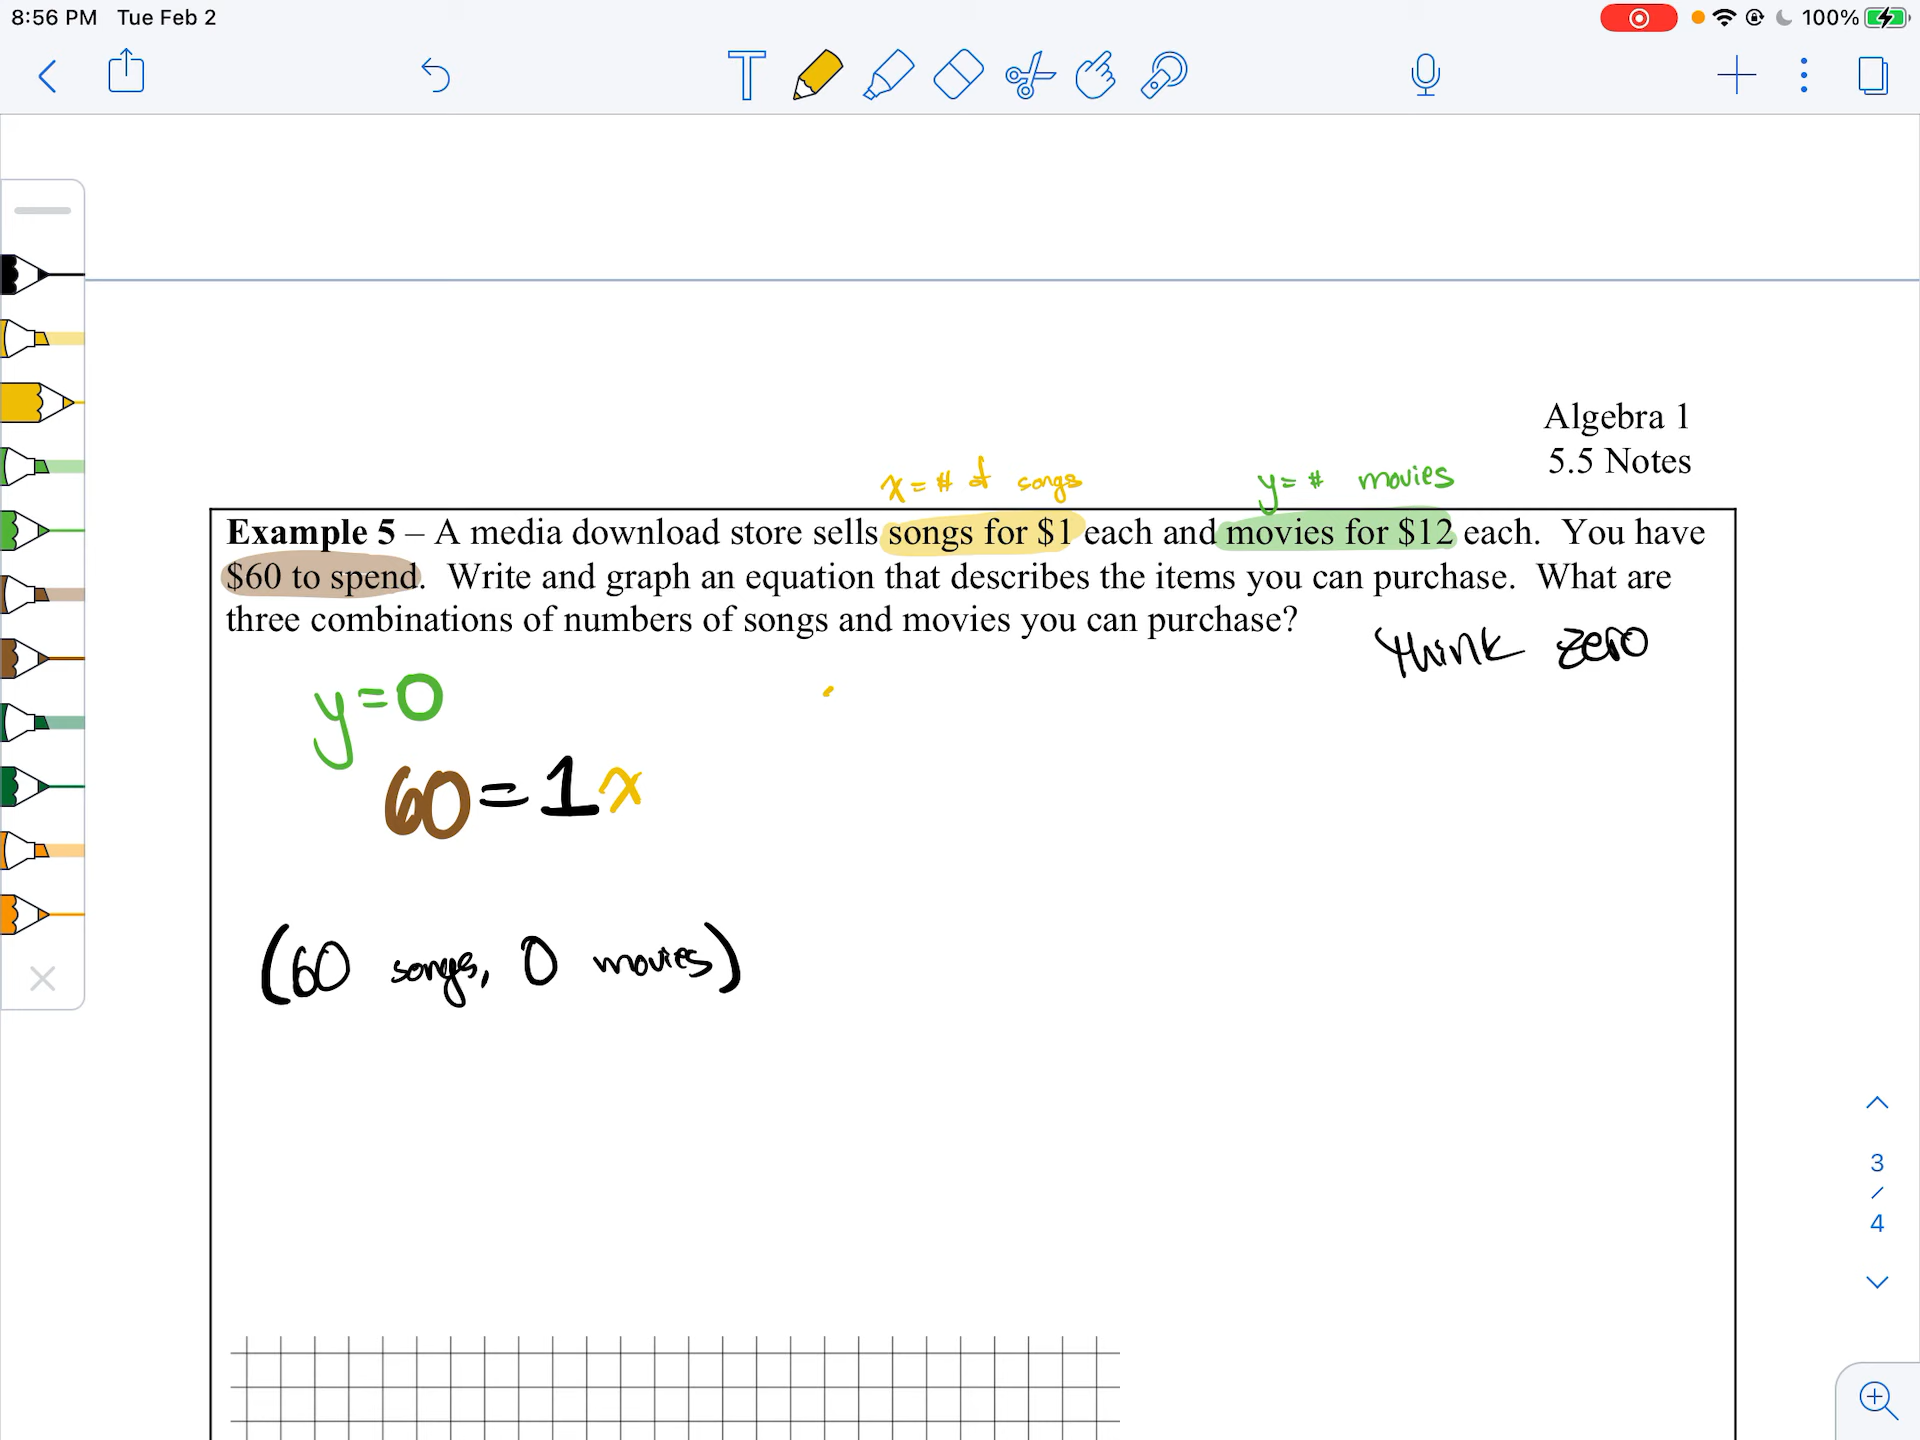 8:56 PM Tue Feb 2
100%
T
Algebra 1
5.5 Notes
x = # of songs
y = # movies
Example 5 – A media download store sells songs for $1 each and movies for $12 each. You have
$60 to spend. Write and graph an equation that describes the items you can purchase. What are
three combinations of numbers of songs and movies you can purchase?
think zero
y = 0
60 = 1x
(60 songs, 0 movies)
3
/
4